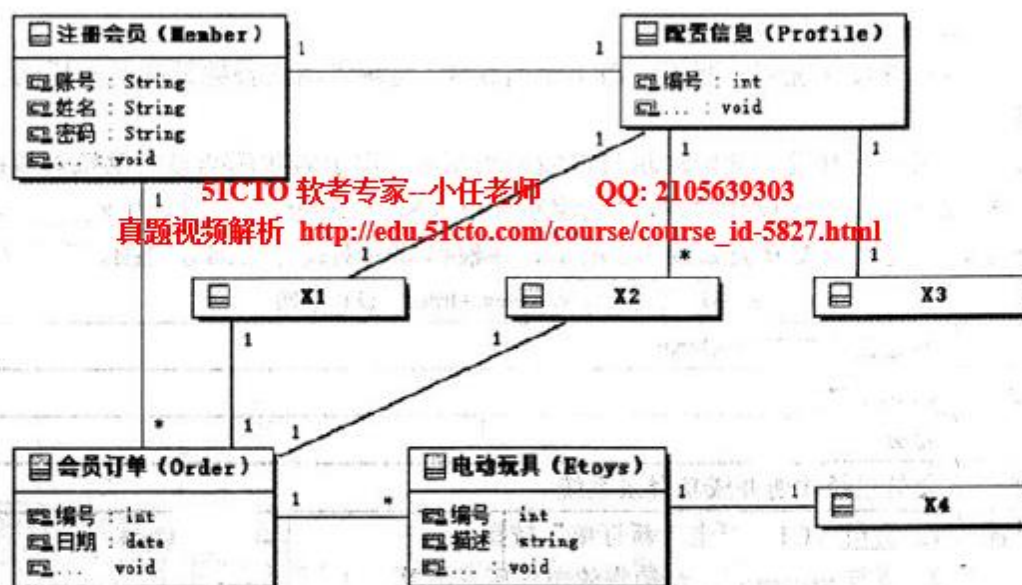 注册会员（Member）
账号 : String
姓名 : String
密码 : String
... : void
1
1
配置信息（Profile）
编号 : int
... : void
1
1
1
1
51CTO 软考专家--小任老师 QQ: 2105639303
真题视频解析 http://edu.51cto.com/course/course_id-5827.html
1
*
1
X1
X2
X3
1
1
*
1
1
会员订单（Order）
编号 : int
日期 : date
... void
1
*
电动玩具（Etoys）
编号 : int
描述 : string
... : void
1
1
X4